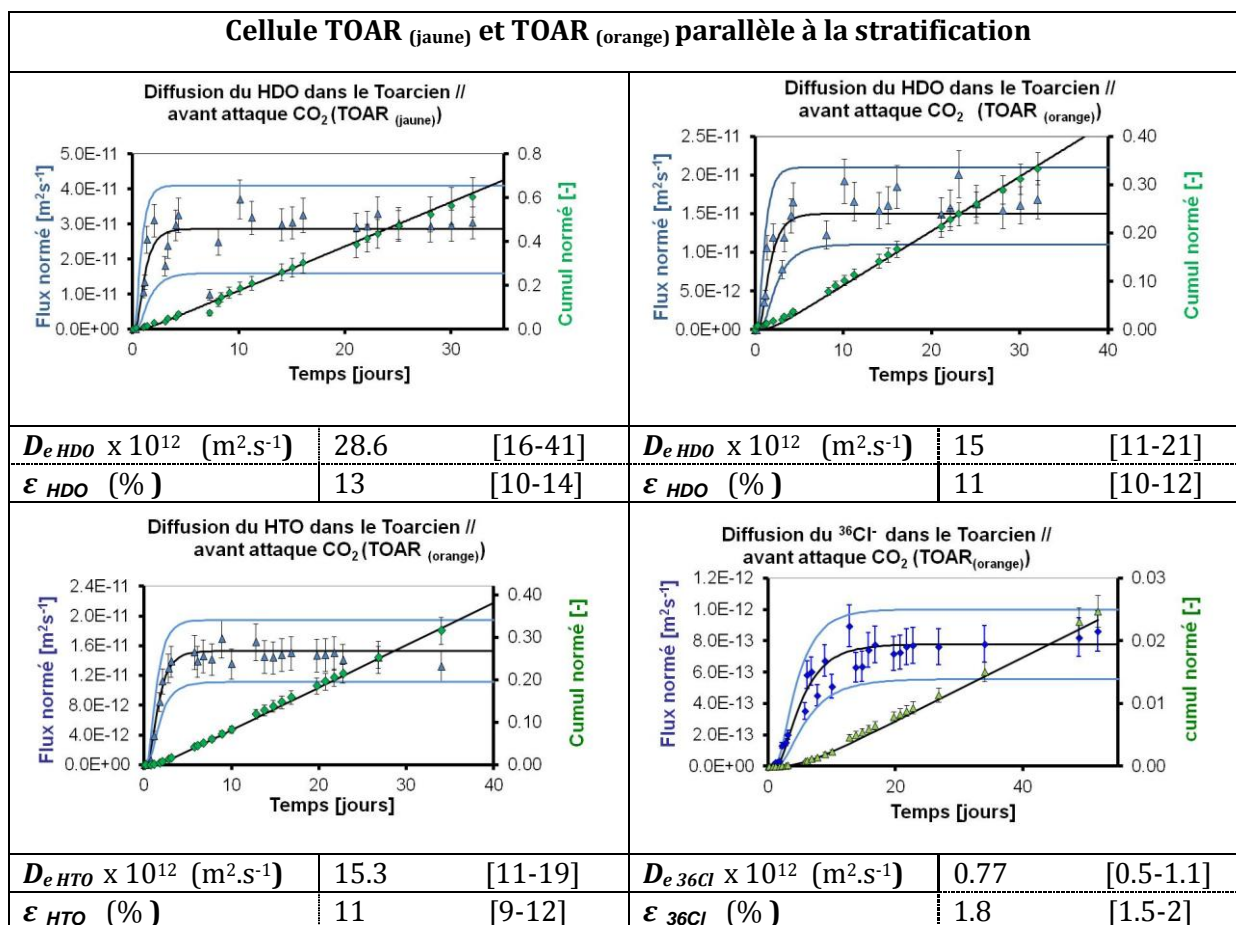 Cellule TOAR (jaune) et TOAR (orange) parallèle à la stratification
Diffusion du HDO dans le Toarcien //
avant attaque CO2 (TOAR (jaune))
5.0E-11
4.0E-11
3.0E-11
2.0E-11
1.0E-11
0.0E+00
Flux normé [m²s⁻¹]
0.8
0.6
0.4
0.2
0.0
Cumul normé [-]
0 10 20 30
Temps [jours]
Diffusion du HDO dans le Toarcien //
avant attaque CO2 (TOAR (orange))
2.5E-11
2.0E-11
1.5E-11
1.0E-11
5.0E-12
0.0E+00
Flux normé [m²s⁻¹]
0.40
0.30
0.20
0.10
0.00
Cumul normé [-]
0 10 20 30 40
Temps [jours]
De HDO x 10¹² (m².s⁻¹) 28.6 [16-41]
De HDO x 10¹² (m².s⁻¹) 15 [11-21]
ε HDO (%) 13 [10-14]
ε HDO (%) 11 [10-12]
Diffusion du HTO dans le Toarcien //
avant attaque CO2 (TOAR (orange))
2.4E-11
2.0E-11
1.6E-11
1.2E-11
8.0E-12
4.0E-12
0.0E+00
Flux normé [m²s⁻¹]
0.40
0.30
0.20
0.10
0.00
Cumul normé [-]
0 10 20 30 40
Temps [jours]
Diffusion du ³⁶Cl⁻ dans le Toarcien //
avant attaque CO2 (TOAR(orange))
1.2E-12
1.0E-12
8.0E-13
6.0E-13
4.0E-13
2.0E-13
0.0E+00
Flux normé [m²s⁻¹]
0.03
0.02
0.01
0.00
cumul normé [-]
0 20 40
Temps [jours]
De HTO x 10¹² (m².s⁻¹) 15.3 [11-19]
De 36Cl x 10¹² (m².s⁻¹) 0.77 [0.5-1.1]
ε HTO (%) 11 [9-12]
ε 36Cl (%) 1.8 [1.5-2]